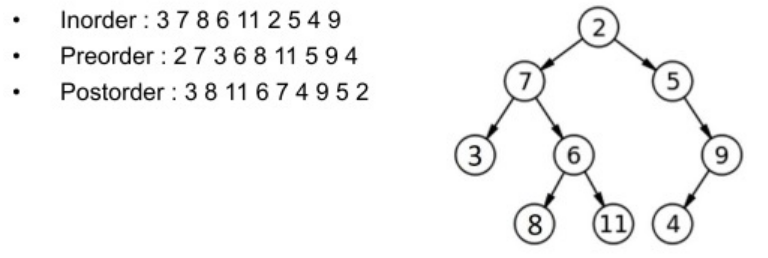 • Inorder : 3 7 8 6 11 2 5 4 9
• Preorder : 2 7 3 6 8 11 5 9 4
• Postorder : 3 8 11 6 7 4 9 5 2
2
7 5
3 6 9
8 11 4